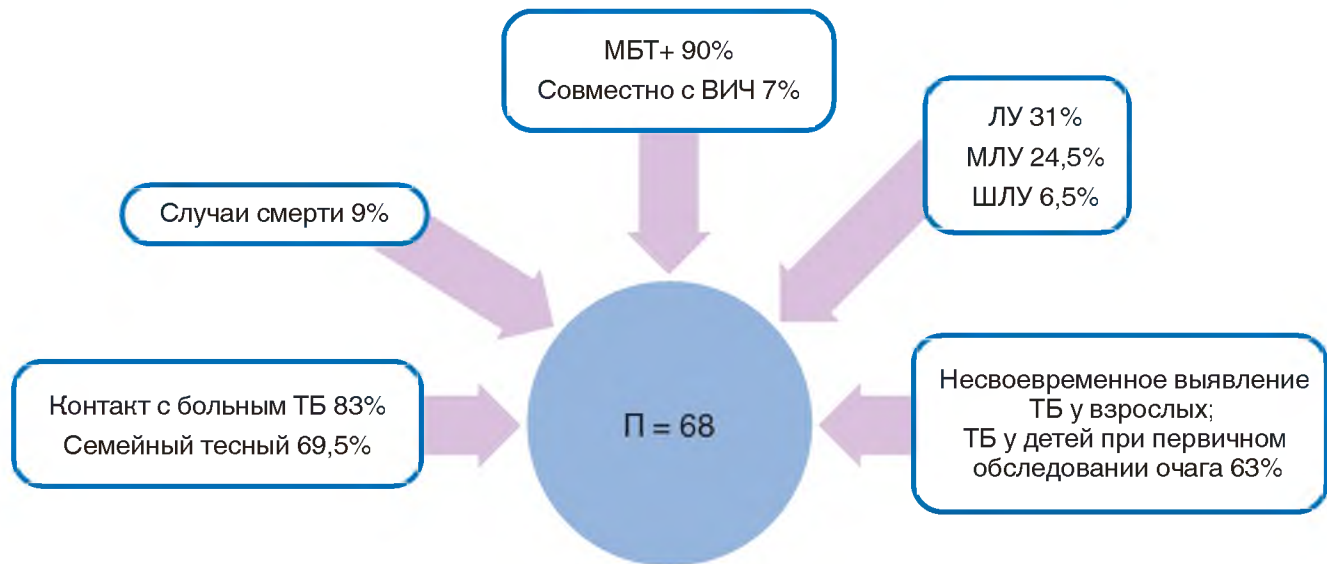 МБТ+ 90%
Совместно с ВИЧ 7%
ЛУ 31%
МЛУ 24,5%
ШЛУ 6,5%
Случаи смерти 9%
Контакт с больным ТБ 83%
Семейный тесный 69,5%
П = 68
Несвоевременное выявление
ТБ у взрослых;
ТБ у детей при первичном
обследовании очага 63%